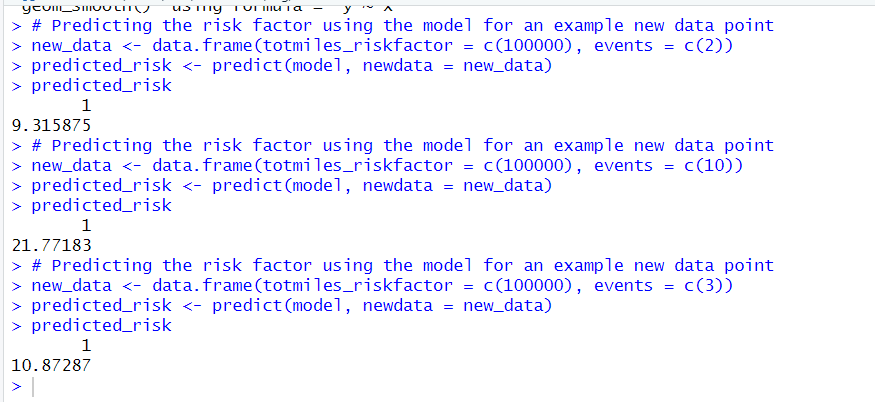 geom_smooth() using formula = 'y ~ x'
> # Predicting the risk factor using the model for an example new data point
> new_data <- data.frame(totmiles_riskfactor = c(100000), events = c(2))
> predicted_risk <- predict(model, newdata = new_data)
> predicted_risk
1
9.315875
> # Predicting the risk factor using the model for an example new data point
> new_data <- data.frame(totmiles_riskfactor = c(100000), events = c(10))
> predicted_risk <- predict(model, newdata = new_data)
> predicted_risk
1
21.77183
> # Predicting the risk factor using the model for an example new data point
> new_data <- data.frame(totmiles_riskfactor = c(100000), events = c(3))
> predicted_risk <- predict(model, newdata = new_data)
> predicted_risk
1
10.87287
>